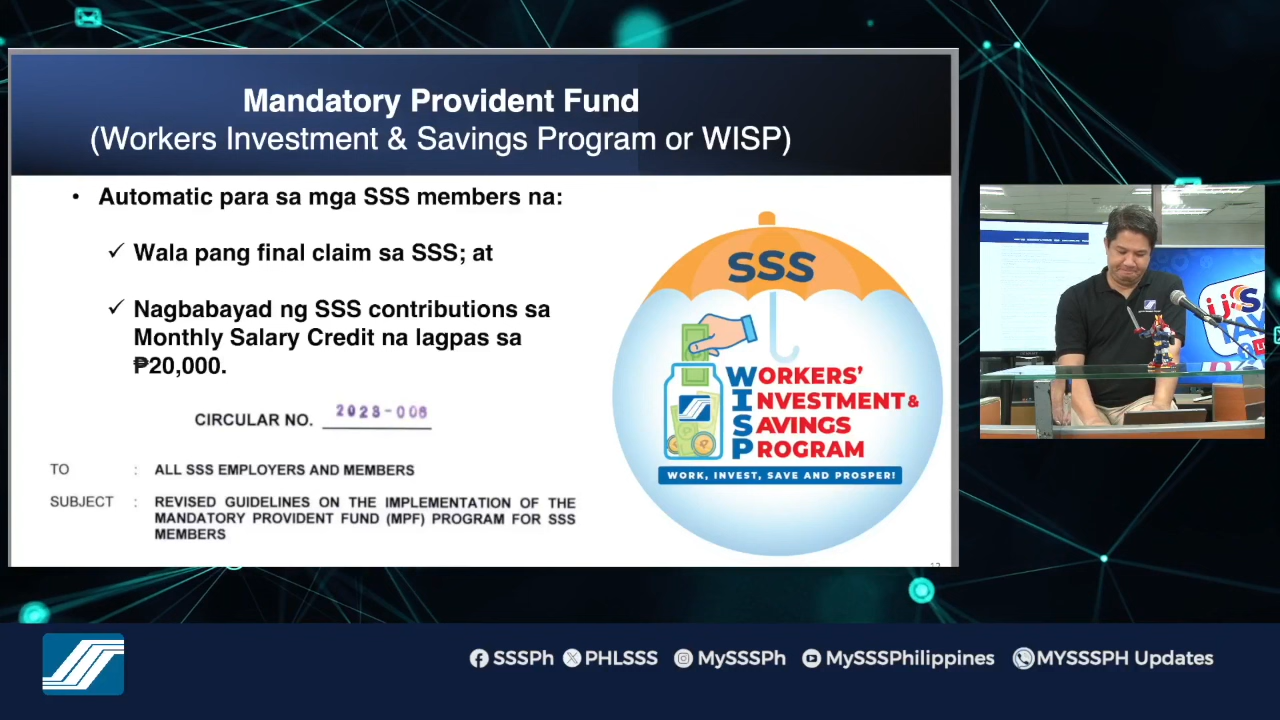 Mandatory Provident Fund
(Workers Investment & Savings Program or WISP)
• Automatic para sa mga SSS members na:
✓ Wala pang final claim sa SSS; at
✓ Nagbabayad ng SSS contributions sa
Monthly Salary Credit na lagpas sa
₱20,000.
CIRCULAR NO. 2023-006
TO : ALL SSS EMPLOYERS AND MEMBERS
SUBJECT : REVISED GUIDELINES ON THE IMPLEMENTATION OF THE
MANDATORY PROVIDENT FUND (MPF) PROGRAM FOR SSS
MEMBERS
SSS
WORKERS'
INVESTMENT &
SAVINGS
PROGRAM
WORK, INVEST, SAVE AND PROSPER!
SSSPh PHLSSS MySSSPh MySSSPhilippines MYSSSPH Updates